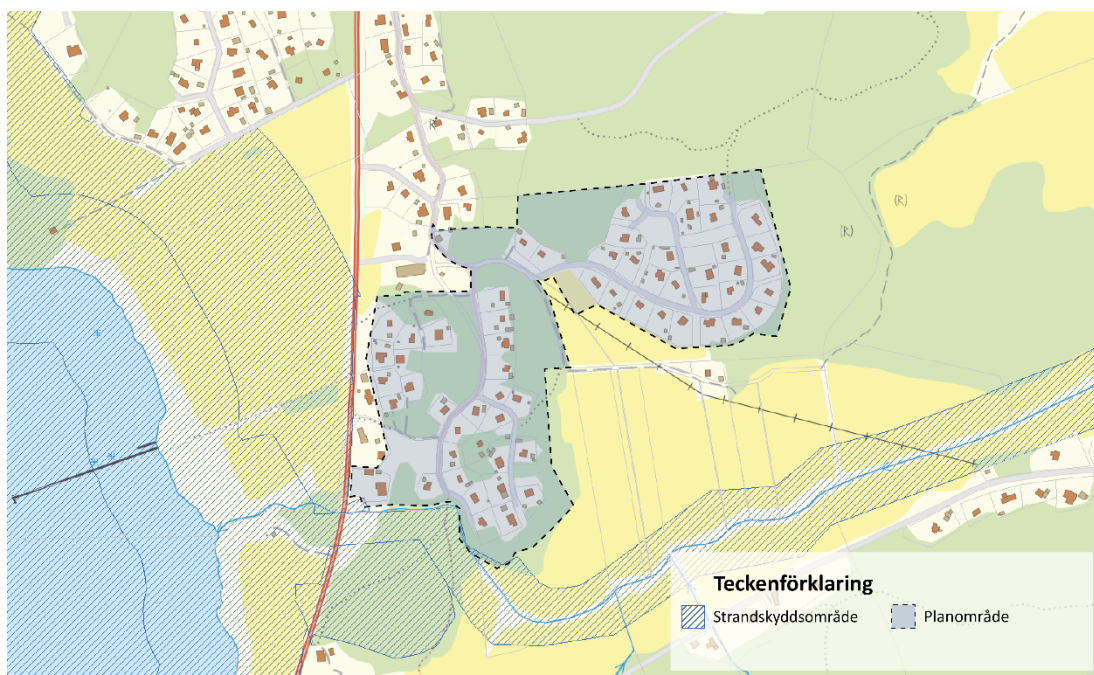 R
(R)
(R)
Teckenförklaring
Strandskyddsområde
Planområde